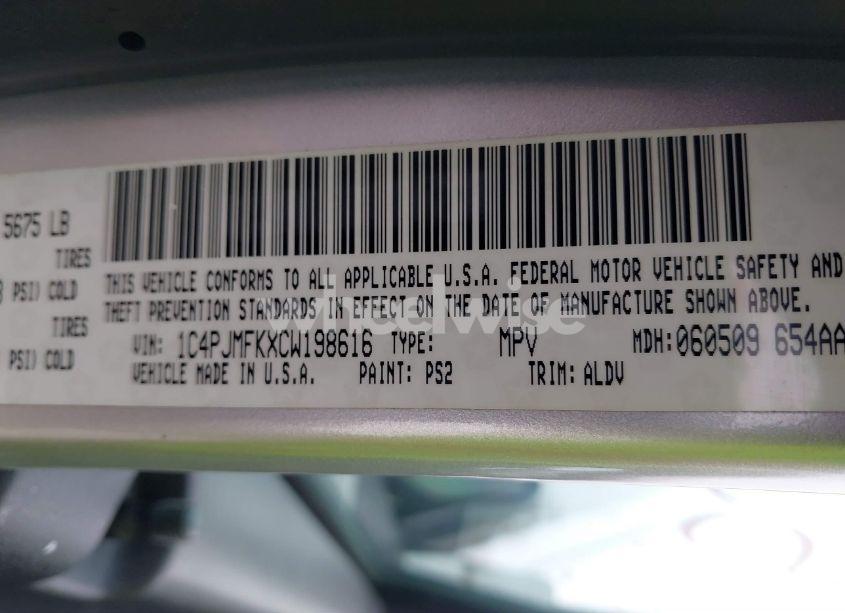 5675 LB
TIRES
PSI) COLD
TIRES
PSI) COLD
THIS VEHICLE CONFORMS TO ALL APPLICABLE U.S.A. FEDERAL MOTOR VEHICLE SAFETY AND
THEFT PREVENTION STANDARDS IN EFFECT ON THE DATE OF MANUFACTURE SHOWN ABOVE.
VIN: 1C4PJMFKXCW198616 TYPE: MPV MDH: 060509 654AA
VEHICLE MADE IN U.S.A. PAINT: PS2 TRIM: ALDV
wheelwise